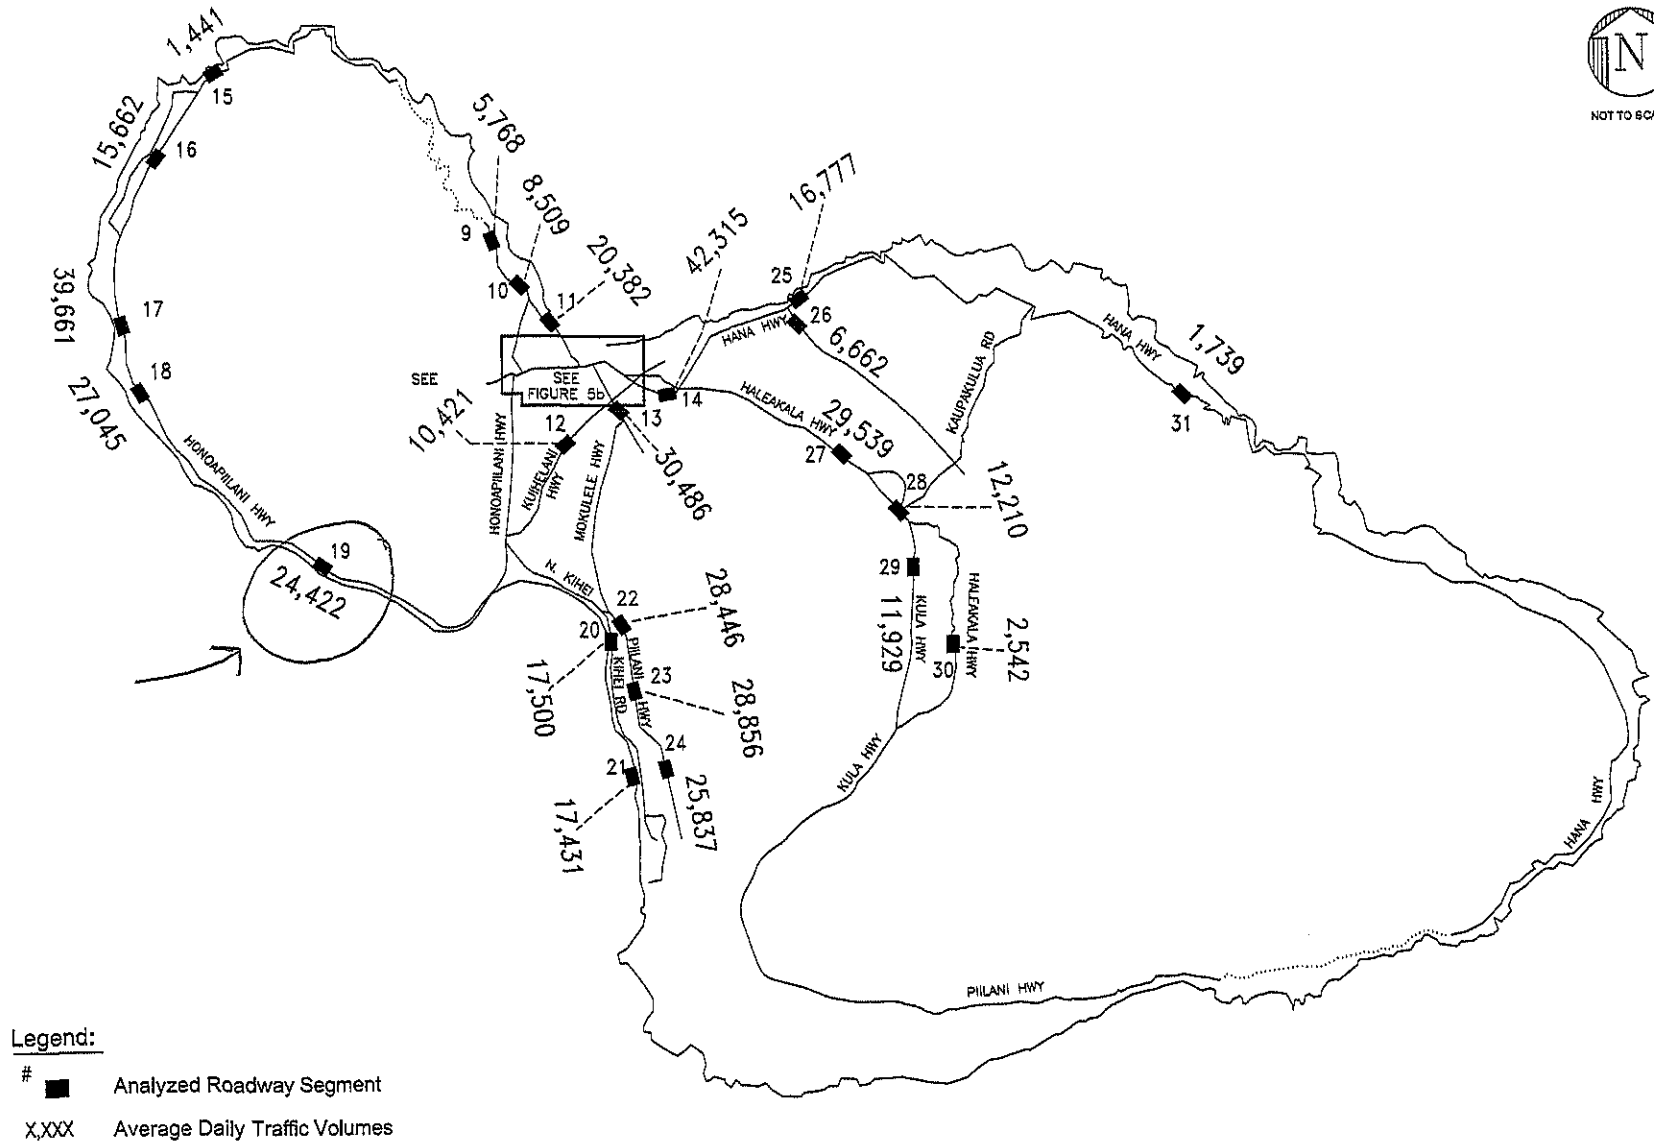 N
NOT TO SCA
1,441
15
15,662
16
5,768
8,509
9
10
20,382
11
42,315
16,777
25
26
HANA HWY
6,662
KAUPAKULUA RD
HANA HWY
1,739
31
39,661
17
18
27,045
SEE
SEE
FIGURE 5b
14
13
12
10,421
HALEAKALA HWY
29,539
27
28
12,210
HONOAPIILANI HWY
HONOAPIILANI HWY
KUIHELANI
HWY
MOKULELE HWY
30,486
19
24,422
N. KIHEI
22
28,446
20
17,500
KIHEI RD
PIILANI
HWY
23
28,856
24
25,837
21
17,431
29
11,929
KULA HWY
HALEAKALA HWY
30
2,542
KULA HWY
HANA HWY
PIILANI HWY
Legend:
#
Analyzed Roadway Segment
X,XXX
Average Daily Traffic Volumes